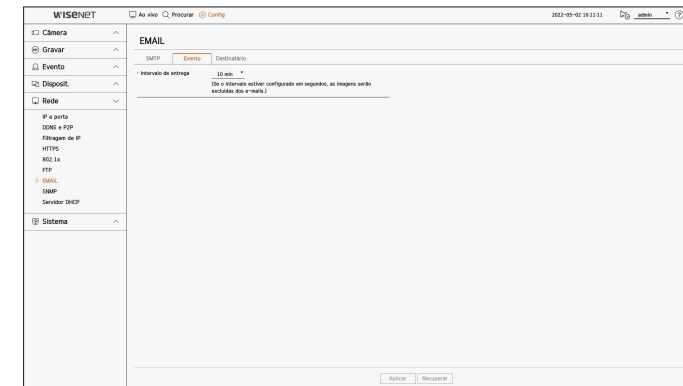 WISENET
Ao vivo Procurar Config 2022-05-02 16:11:11 admin ?
Câmera
Gravar
Evento
Disposit.
Rede
IP e porta
DDNS e P2P
Filtragem de IP
HTTPS
802.1x
FTP
> EMAIL
SNMP
Servidor DHCP
Sistema
EMAIL
SMTP Evento Destinatário
· Intervalo de entrega 10 min
(Se o intervalo estiver configurado em segundos, as imagens serão
excluídas dos e-mails.)
Aplicar Recuperar